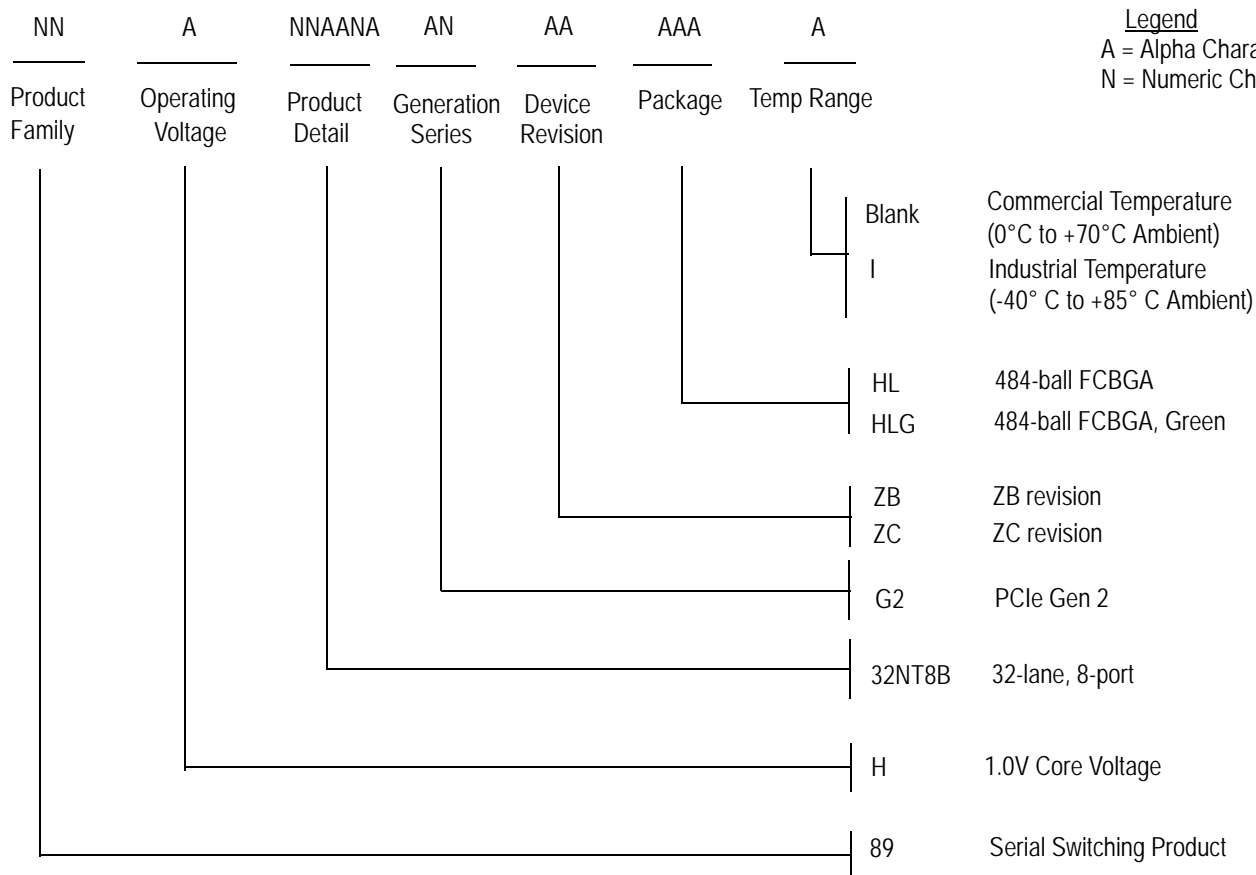 NN A NNAANA AN AA AAA A
Legend
A = Alpha
N = Numeric
Product Family
Operating Voltage
Product Detail
Generation Series
Device Revision
Package
Temp Range
Blank Commercial Temperature
(0°C to +70°C Ambient)
I Industrial Temperature
(-40° C to +85° C Ambient)
HL 484-ball FCBGA
HLG 484-ball FCBGA, Green
ZB ZB revision
ZC ZC revision
G2 PCIe Gen 2
32NT8B 32-lane, 8-port
H 1.0V Core Voltage
89 Serial Switching Product